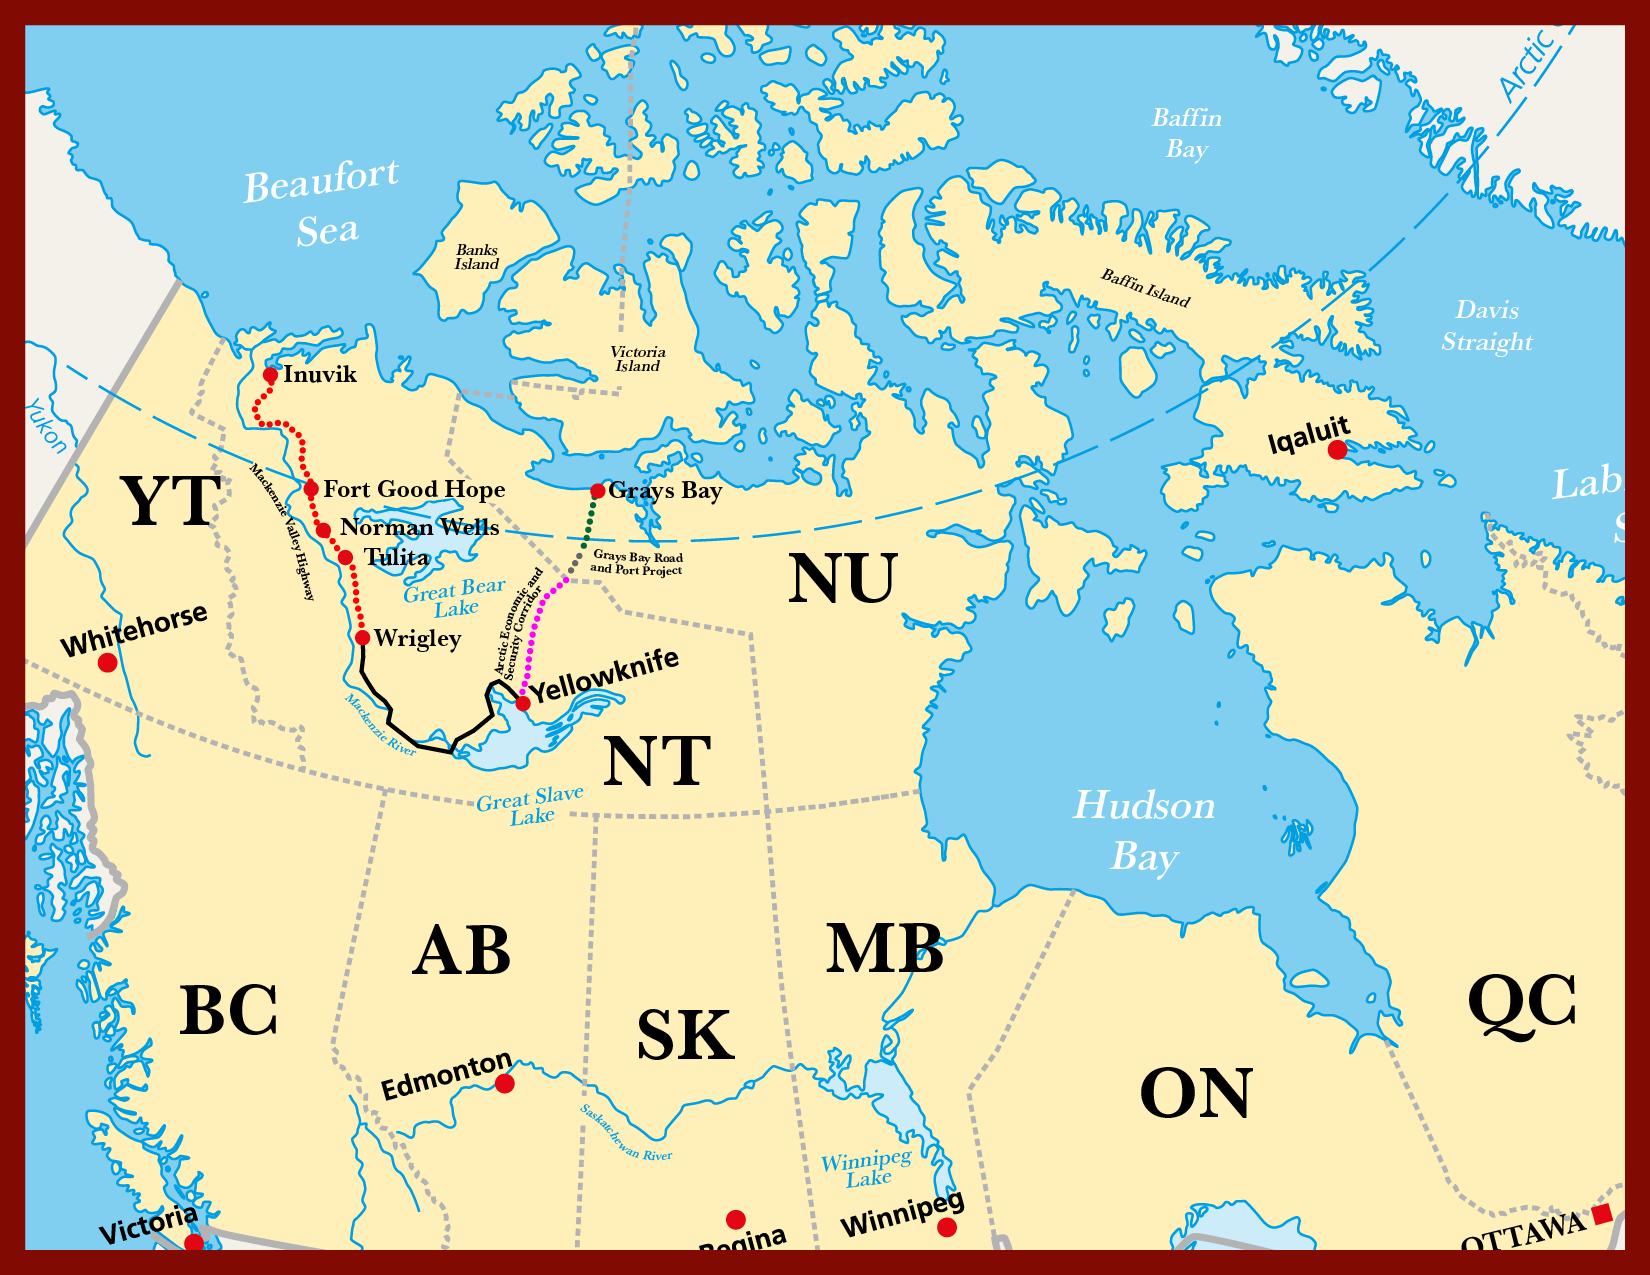 Arctic
Baffin
Bay
Beaufort
Sea
Banks
Island
Baffin Island
Davis
Straight
Victoria
Island
Inuvik
Yukon
Iqaluit
YT
Mackenzie Valley Highway
Fort Good Hope
Grays Bay
Norman Wells
Tulita
Grays Bay Road
and Port Project
NU
Great Bear
Lake
Arctic Economic and
Security Corridor
Whitehorse
Wrigley
Yellowknife
Mackenzie River
NT
Great Slave
Lake
Hudson
Bay
Lab
S
AB
MB
BC
SK
QC
ON
Edmonton
Saskatchewan River
Winnipeg
Lake
Victoria
Regina
Winnipeg
OTTAWA